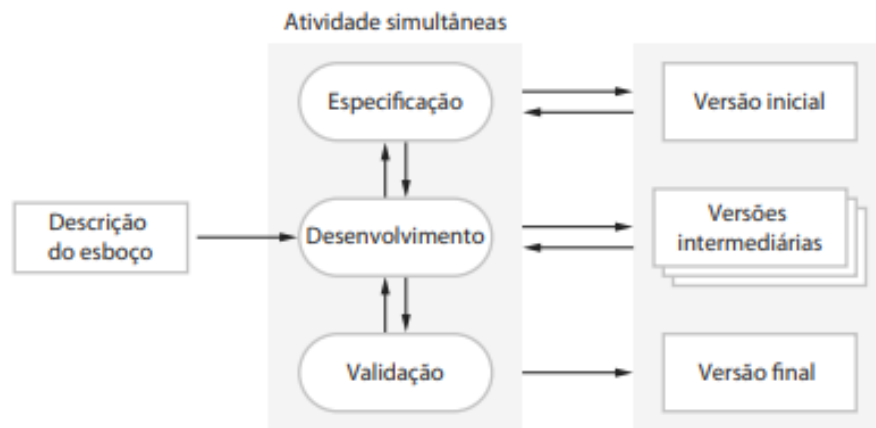 Atividade simultâneas
Especificação
Versão inicial
Descrição
do esboço
Desenvolvimento
Versões
intermediárias
Validação
Versão final